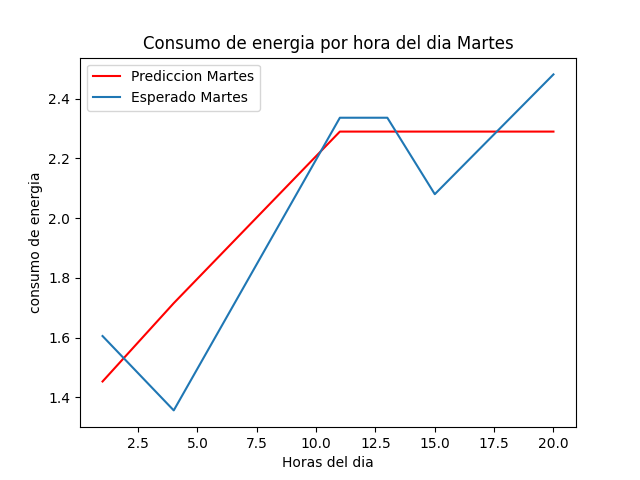 Consumo de energia por hora del dia Martes
Prediccion Martes
Esperado Martes
2.4
2.2
2.0
1.8
1.6
1.4
consumo de energia
2.5 5.0 7.5 10.0 12.5 15.0 17.5 20.0
Horas del dia